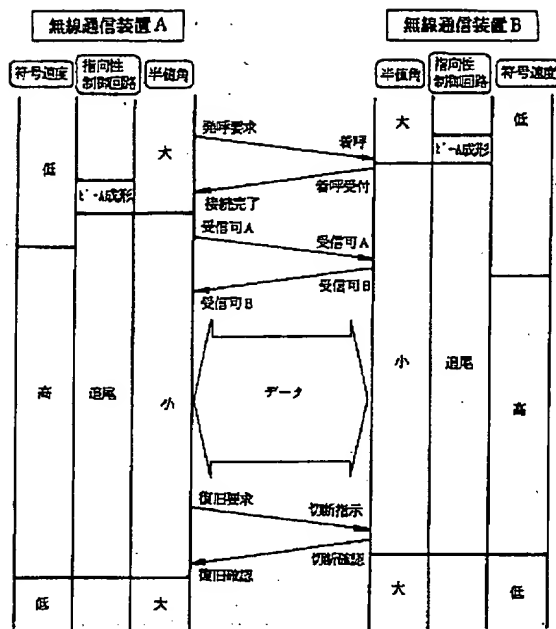 無線通信装置A
無線通信装置B
符号速度
指向性
制御回路
半値角
半値角
指向性
制御回路
符号速度
低
大
大
低
発呼要求
着呼
ビーム成形
ビーム成形
着呼受付
接続完了
受信可A
受信可A
受信可B
受信可B
高
追尾
小
データ
小
追尾
高
復旧要求
切断指示
切断確認
復旧確認
低
大
大
低